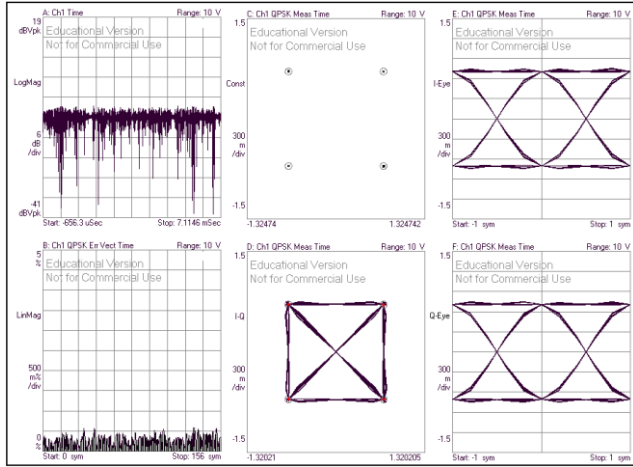 A: Ch1 Time Range: 10 V
19
dBVpk
Educational Version
Not for Commercial Use
LogMag
6
dB
/div
-41
dBVpk
Start: -656.3 uSec Stop: 7.1146 mSec
C: Ch1 QPSK Meas Time Range: 10 V
1.5
Educational Version
Not for Commercial Use
Const
300
m
/div
-1.5
-1.32474 1.324742
E: Ch1 QPSK Meas Time Range: 10 V
1.5
Educational Version
Not for Commercial Use
I-Eye
300
m
/div
-1.5
Start: -1 sym Stop: 1 sym
B: Ch1 QPSK Err Vect Time Range: 10 V
5
%
Educational Version
Not for Commercial Use
LinMag
500
m%
/div
0
%
Start: 0 sym Stop: 156 sym
D: Ch1 QPSK Meas Time Range: 10 V
1.5
Educational Version
Not for Commercial Use
I-Q
300
m
/div
-1.5
-1.32021 1.320205
F: Ch1 QPSK Meas Time Range: 10 V
1.5
Educational Version
Not for Commercial Use
Q-Eye
300
m
/div
-1.5
Start: -1 sym Stop: 1 sym